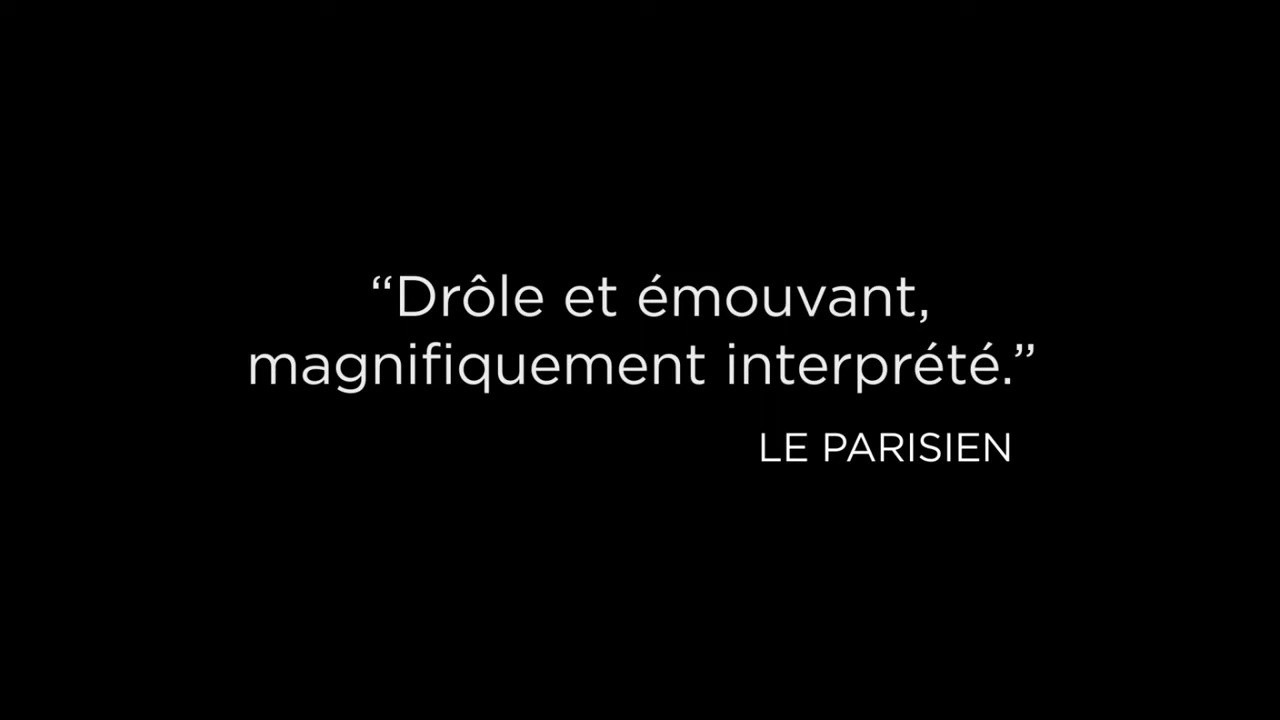 “Drôle et émouvant,
magnifiquement interprété.”
LE PARISIEN